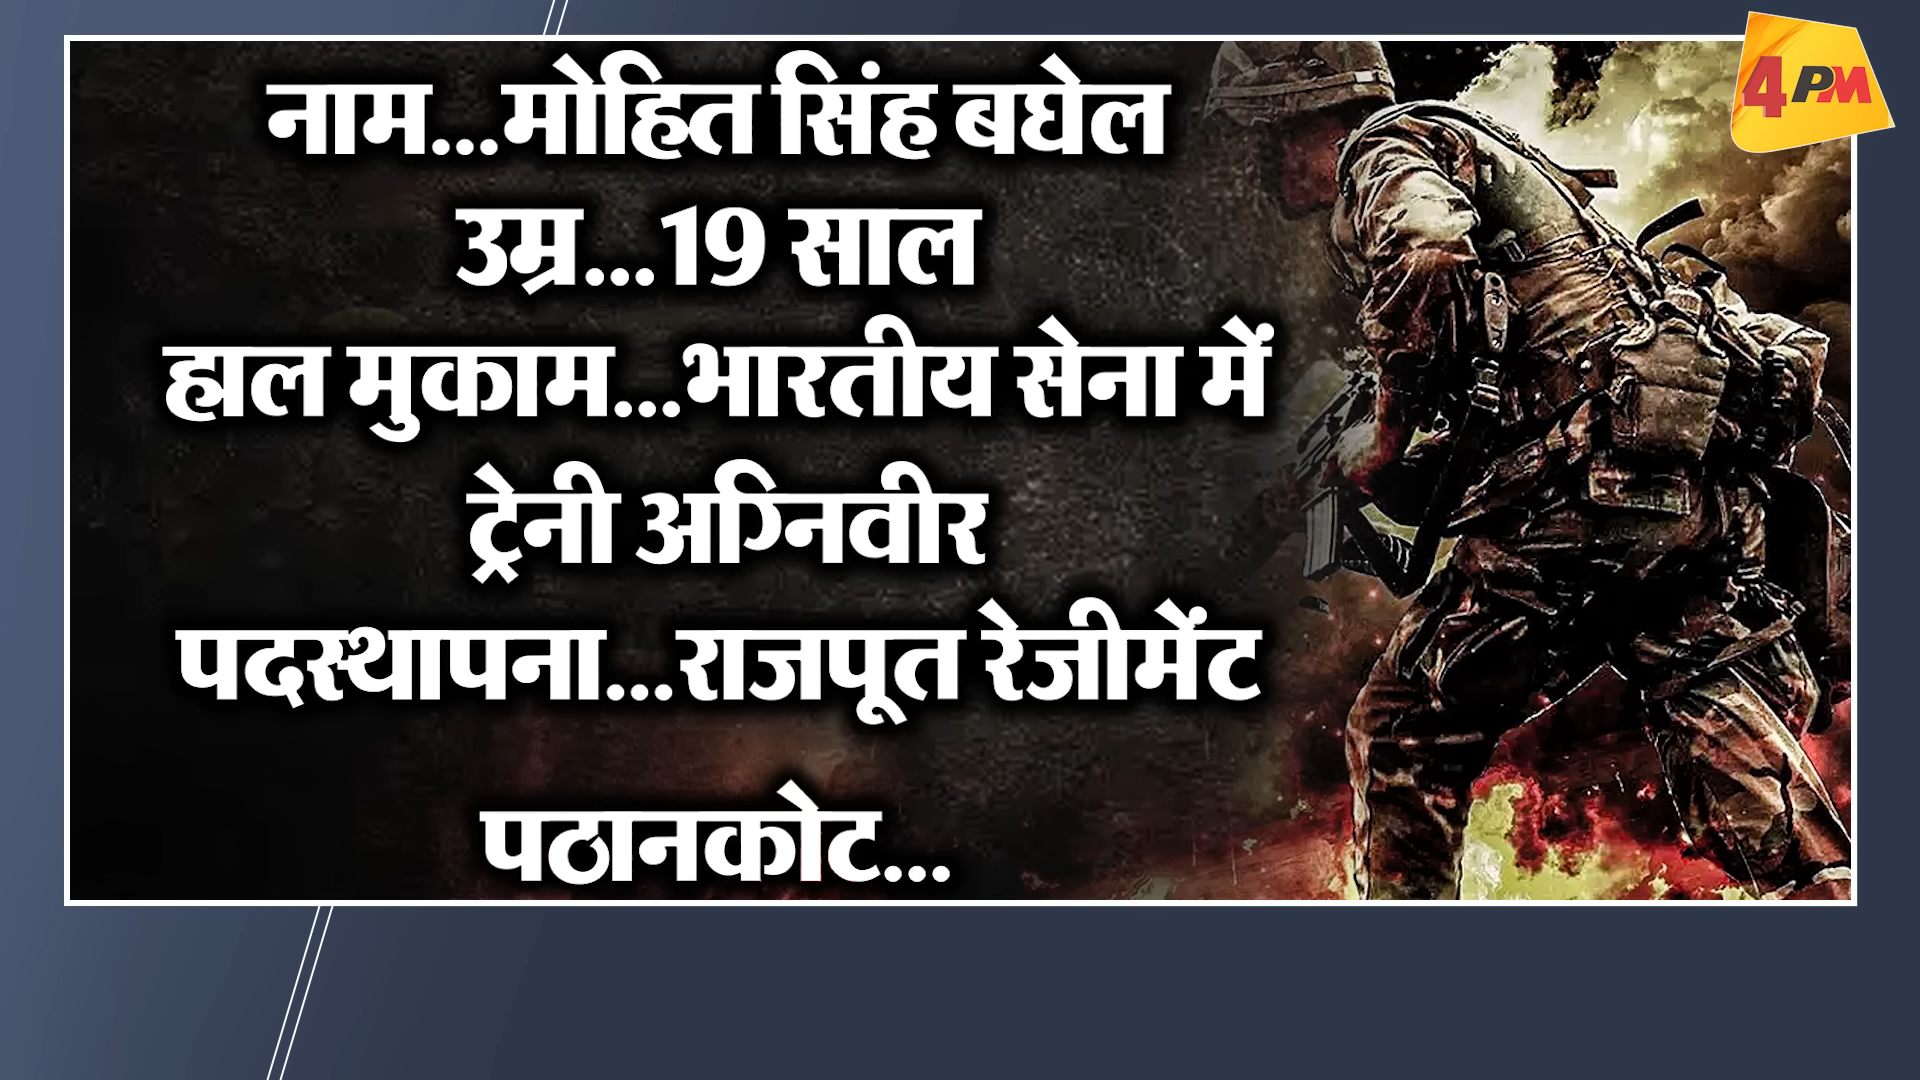 4PM
नाम...मोहित सिंह बघेल
उम्र...19 साल
हाल मुकाम...भारतीय सेना में
ट्रेनी अग्निवीर
पदस्थापना...राजपूत रेजीमेंट
पठानकोट...